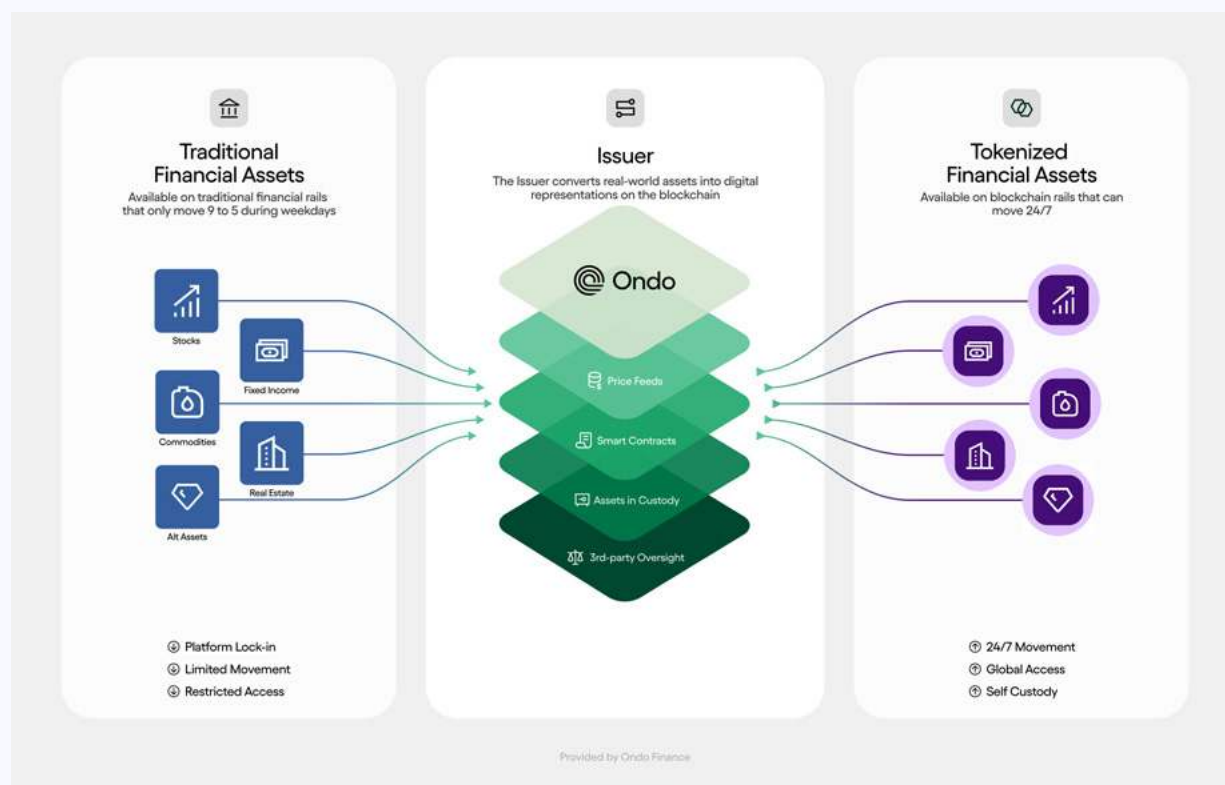 Traditional
Financial Assets
Available on traditional financial rails
that only move 9 to 5 during weekdays
Stocks
Fixed Income
Commodities
Real Estate
Alt Assets
Platform Lock-in
Limited Movement
Restricted Access
Issuer
The Issuer converts real-world assets into digital
representations on the blockchain
Ondo
Price Feeds
Smart Contracts
Assets in Custody
3rd-party Oversight
Tokenized
Financial Assets
Available on blockchain rails that can
move 24/7
24/7 Movement
Global Access
Self Custody
Provided by Ondo Finance